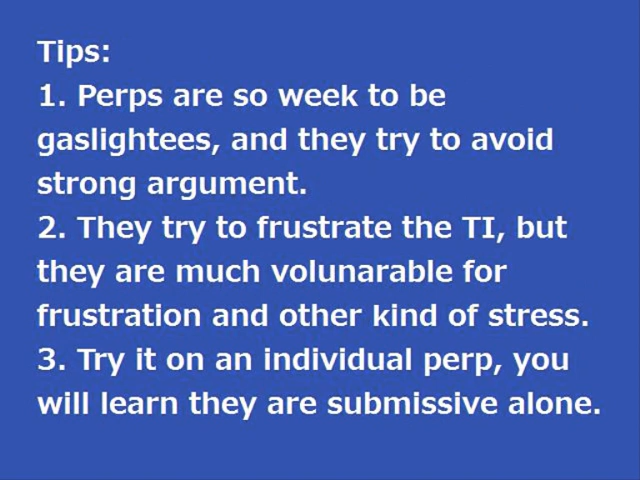 Tips:
1. Perps are so week to be
gaslightees, and they try to avoid
strong argument.
2. They try to frustrate the TI, but
they are much volunarable for
frustration and other kind of stress.
3. Try it on an individual perp, you
will learn they are submissive alone.